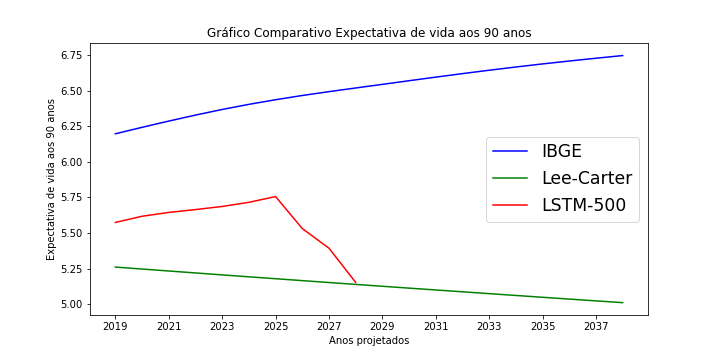 Gráfico Comparativo Expectativa de vida aos 90 anos
Expectativa de vida aos 90 anos
6.75
6.50
6.25
6.00
5.75
5.50
5.25
5.00
IBGE
Lee-Carter
LSTM-500
2019 2021 2023 2025 2027 2029 2031 2033 2035 2037
Anos projetados